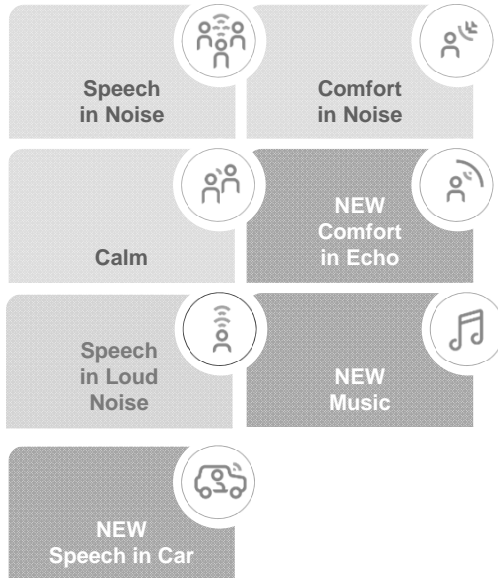 Speech
in Noise
Comfort
in Noise
Calm
NEW
Comfort
in Echo
Speech
in Loud
Noise
NEW
Music
NEW
Speech in Car